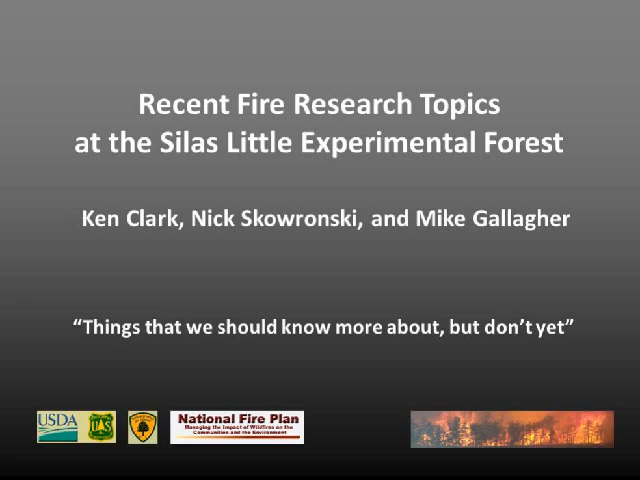 Recent Fire Research Topics
at the Silas Little Experimental Forest
Ken Clark, Nick Skowronski, and Mike Gallagher
“Things that we should know more about, but don’t yet”
USDA
UAS
National Fire Plan
Managing the Impact of Wildfires on the
Communities and the Environment